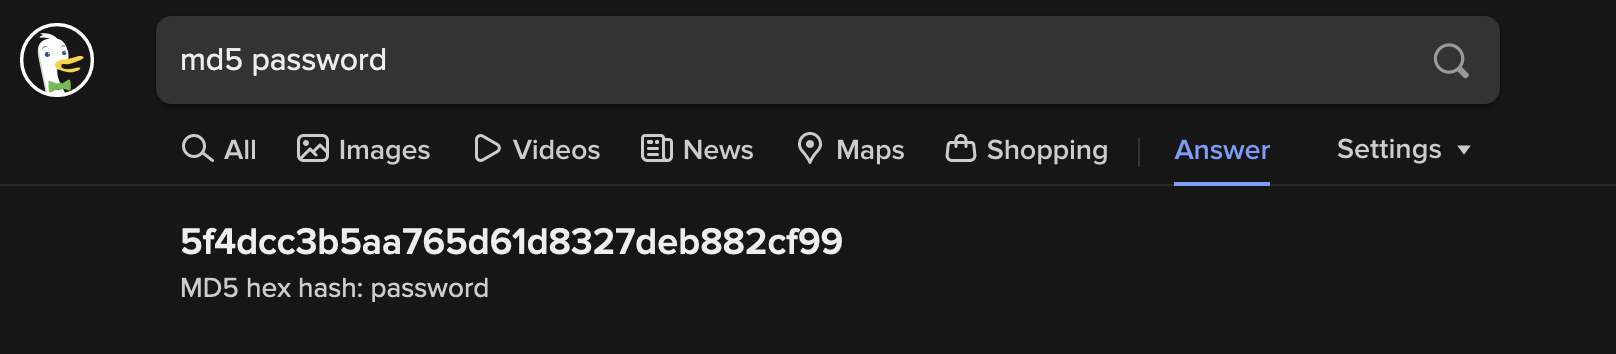 md5 password
All Images Videos News Maps Shopping Answer Settings
5f4dcc3b5aa765d61d8327deb882cf99
MD5 hex hash: password